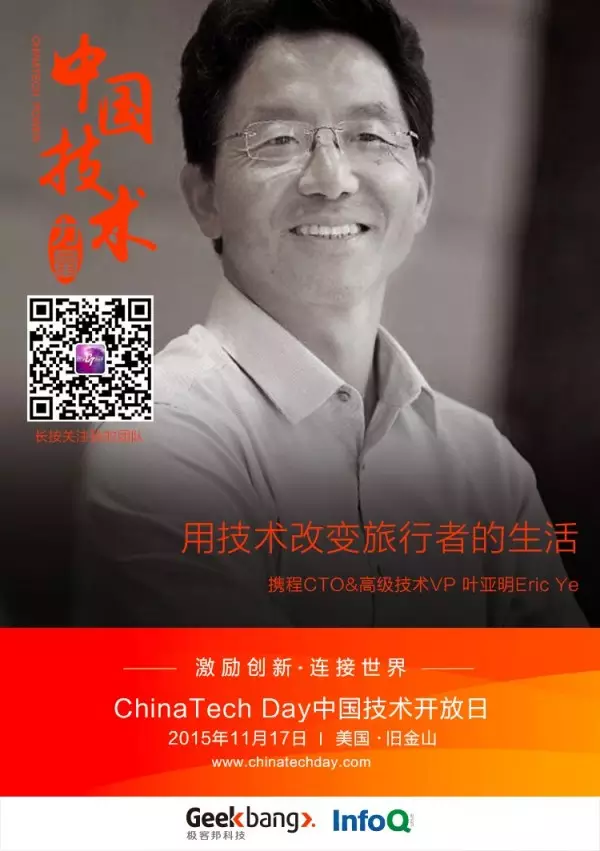 中国技术
长按关注我的团队
用技术改变旅行者的生活
携程CTO&高级技术VP 叶亚明Eric Ye
激励创新·连接世界
ChinaTech Day中国技术开放日
2015年11月17日 | 美国·旧金山
www.chinatechday.com
Geekbang>.
极客邦科技
InfoQ